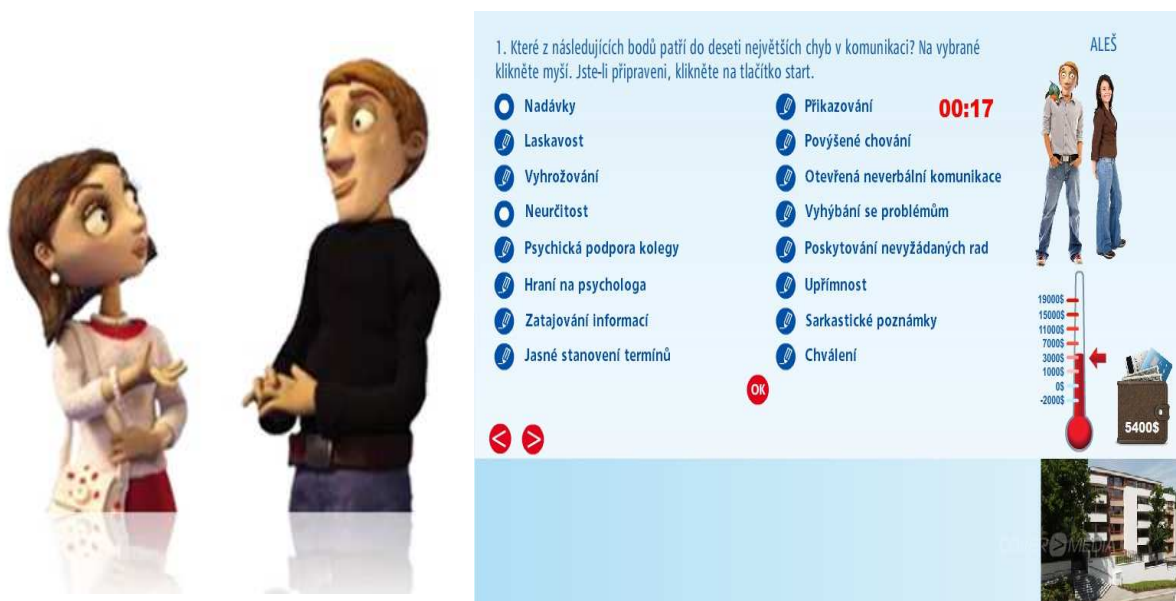 1. Které z následujících bodů patří do deseti největších chyb v komunikaci? Na vybrané
klikněte myší. Jste-li připraveni, klikněte na tlačítko start.
Nadávky
Laskavost
Vyhrožování
Neurčitost
Psychická podpora kolegy
Hraní na psychologa
Zatajování informací
Jasné stanovení termínů
Přikazování
00:17
Povýšené chování
Otevřená neverbální komunikace
Vyhýbání se problémům
Poskytování nevyžádaných rad
Upřímnost
Sarkastické poznámky
Chválení
OK
< >
ALEŠ
19000$
15000$
11000$
7000$
3000$
1000$
0$
-2000$
5400$